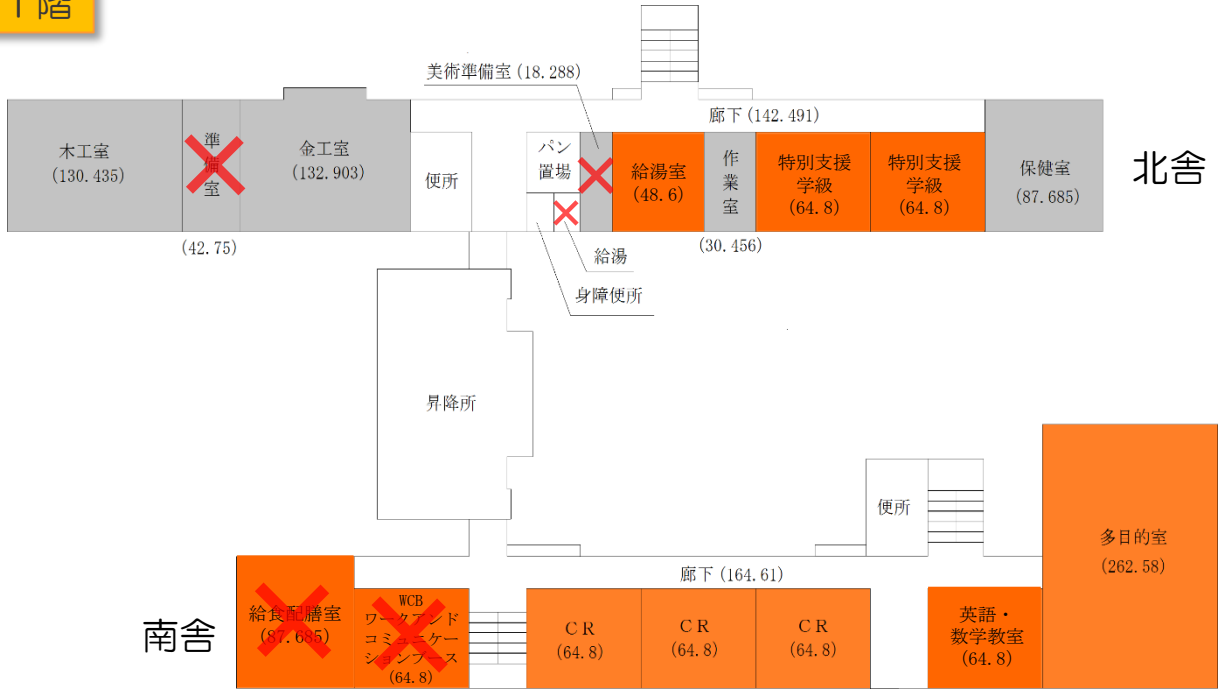 1階
美術準備室(18.288)
廊下(142.491)
木工室
(130.435)
準備室
金工室
(132.903)
便所
パン
置場
給湯室
(48.6)
作業室
特別支援
学級
(64.8)
特別支援
学級
(64.8)
保健室
(87.685)
北舎
(42.75)
(30.456)
給湯
身障便所
昇降所
便所
多目的室
(262.58)
廊下(164.61)
南舎
給食配膳室
(87.685)
WCB
ワークアンド
コミュニケー
ションブース
(64.8)
CR
(64.8)
CR
(64.8)
CR
(64.8)
英語・
数学教室
(64.8)